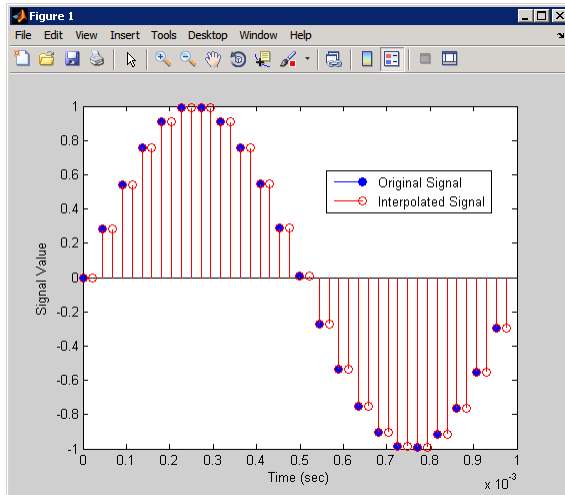 Figure 1
File Edit View Insert Tools Desktop Window Help
Original Signal
Interpolated Signal
Signal Value
1
0.8
0.6
0.4
0.2
0
-0.2
-0.4
-0.6
-0.8
-1
0 0.1 0.2 0.3 0.4 0.5 0.6 0.7 0.8 0.9 1
Time (sec)
x 10⁻³